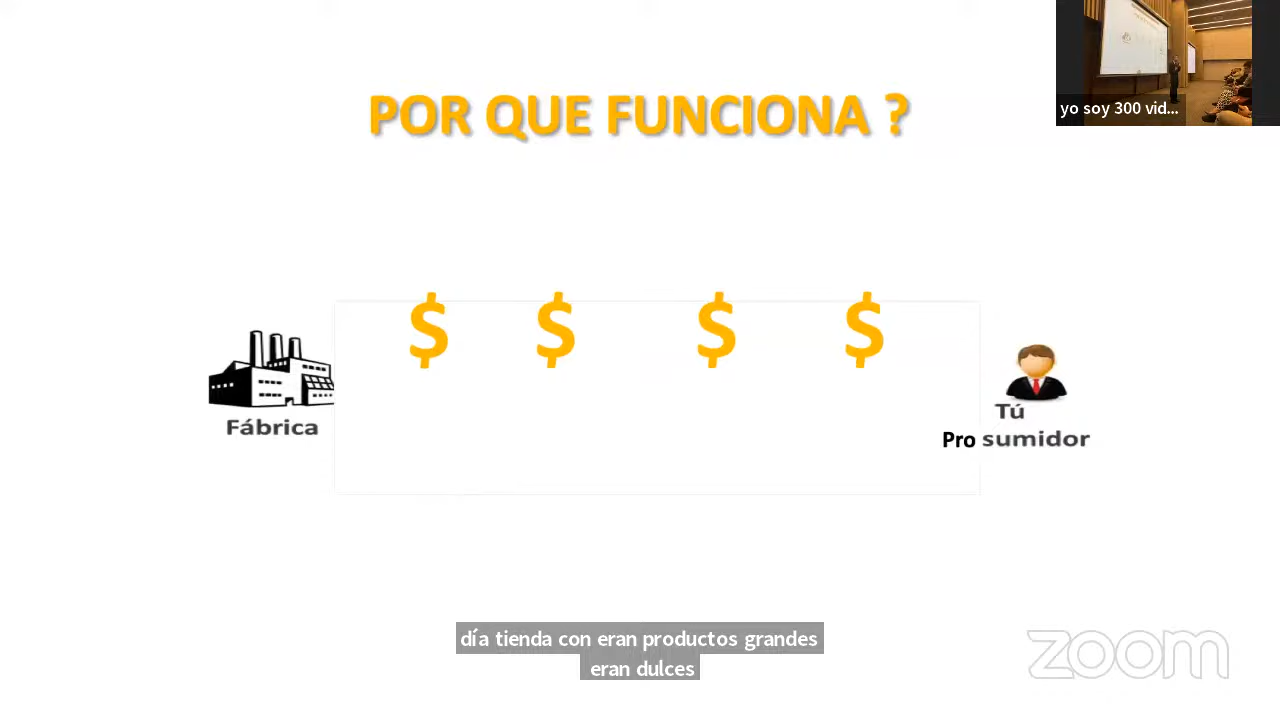 yo soy 300 vid...
POR QUE FUNCIONA ?
$ $ $ $
Fábrica
Tú
Pro sumidor
día tienda con eran productos grandes
eran dulces
zoom